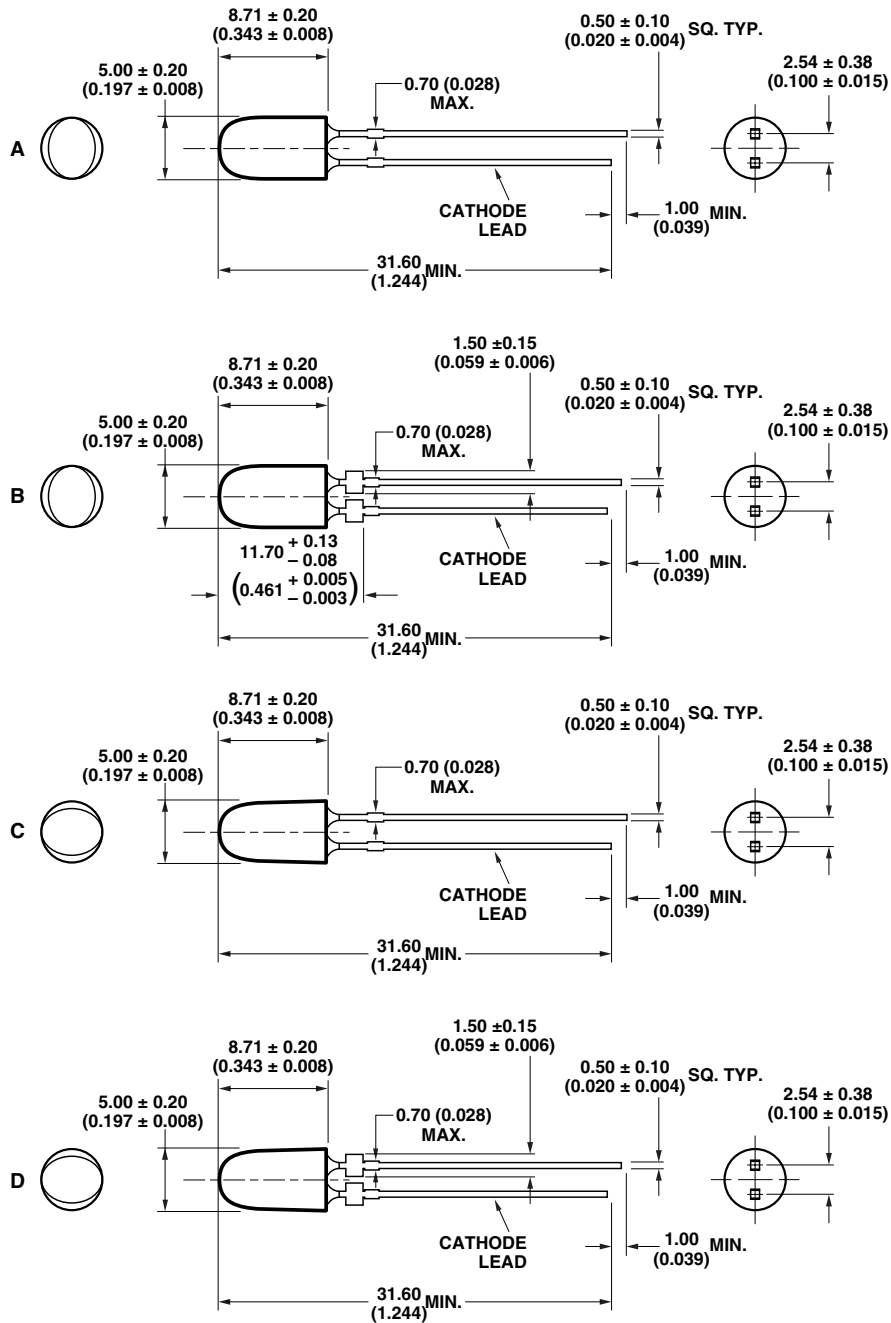 8.71 ± 0.20
(0.343 ± 0.008)
5.00 ± 0.20
(0.197 ± 0.008)
0.70 (0.028)
MAX.
0.50 ± 0.10
(0.020 ± 0.004) SQ. TYP.
2.54 ± 0.38
(0.100 ± 0.015)
A
CATHODE
LEAD
1.00
(0.039) MIN.
31.60
(1.244) MIN.
8.71 ± 0.20
(0.343 ± 0.008)
1.50 ±0.15
(0.059 ± 0.006)
5.00 ± 0.20
(0.197 ± 0.008)
0.70 (0.028)
MAX.
0.50 ± 0.10
(0.020 ± 0.004) SQ. TYP.
2.54 ± 0.38
(0.100 ± 0.015)
B
11.70 + 0.13
– 0.08
(0.461 + 0.005
– 0.003)
CATHODE
LEAD
1.00
(0.039) MIN.
31.60
(1.244) MIN.
8.71 ± 0.20
(0.343 ± 0.008)
5.00 ± 0.20
(0.197 ± 0.008)
0.70 (0.028)
MAX.
0.50 ± 0.10
(0.020 ± 0.004) SQ. TYP.
2.54 ± 0.38
(0.100 ± 0.015)
C
CATHODE
LEAD
1.00
(0.039) MIN.
31.60
(1.244) MIN.
8.71 ± 0.20
(0.343 ± 0.008)
1.50 ±0.15
(0.059 ± 0.006)
5.00 ± 0.20
(0.197 ± 0.008)
0.70 (0.028)
MAX.
0.50 ± 0.10
(0.020 ± 0.004) SQ. TYP.
2.54 ± 0.38
(0.100 ± 0.015)
D
CATHODE
LEAD
1.00
(0.039) MIN.
31.60
(1.244) MIN.